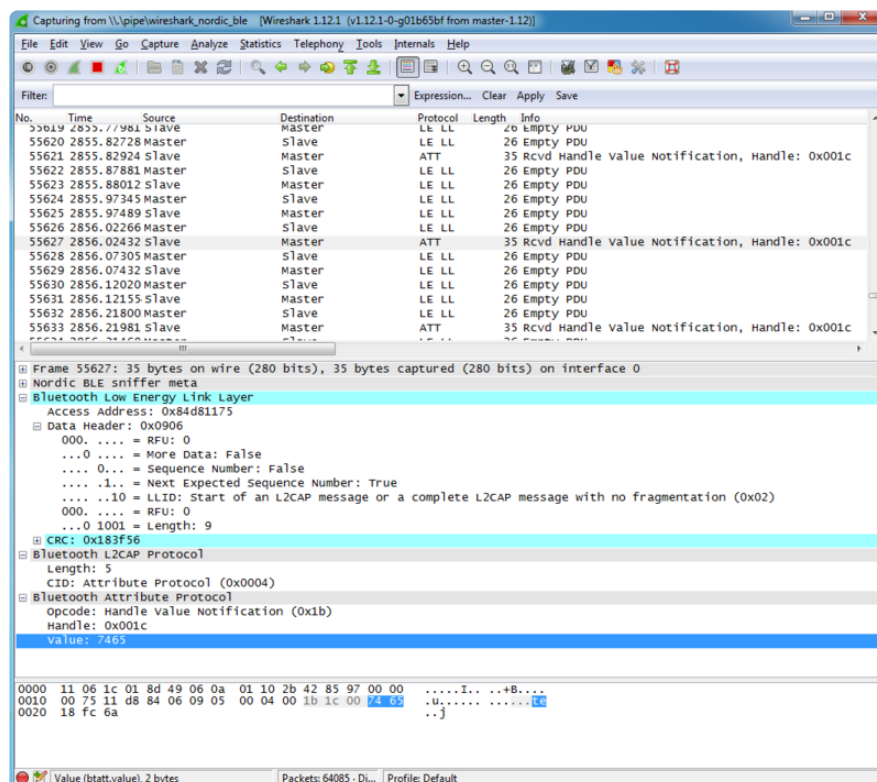 Capturing from \\.\pipe\wireshark_nordic_ble [Wireshark 1.12.1 (v1.12.1-0-g01b65bf from master-1.12)]
File Edit View Go Capture Analyze Statistics Telephony Tools Internals Help
Filter: Expression... Clear Apply Save
No. Time Source Destination Protocol Length Info
55619 2855.77981 Slave Master LE LL 26 Empty PDU
55620 2855.82728 Master Slave LE LL 26 Empty PDU
55621 2855.82924 Slave Master ATT 35 Rcvd Handle Value Notification, Handle: 0x001c
55622 2855.87881 Master Slave LE LL 26 Empty PDU
55623 2855.88012 Slave Master LE LL 26 Empty PDU
55624 2855.97345 Master Slave LE LL 26 Empty PDU
55625 2855.97489 Slave Master LE LL 26 Empty PDU
55626 2856.02266 Master Slave LE LL 26 Empty PDU
55627 2856.02432 Slave Master ATT 35 Rcvd Handle Value Notification, Handle: 0x001c
55628 2856.07305 Master Slave LE LL 26 Empty PDU
55629 2856.07432 Slave Master LE LL 26 Empty PDU
55630 2856.12020 Master Slave LE LL 26 Empty PDU
55631 2856.12155 Slave Master LE LL 26 Empty PDU
55632 2856.21800 Master Slave LE LL 26 Empty PDU
55633 2856.21981 Slave Master ATT 35 Rcvd Handle Value Notification, Handle: 0x001c
Frame 55627: 35 bytes on wire (280 bits), 35 bytes captured (280 bits) on interface 0
Nordic BLE sniffer meta
Bluetooth Low Energy Link Layer
Access Address: 0x84d81175
Data Header: 0x0906
000. .... = RFU: 0
...0 .... = More Data: False
.... 0... = Sequence Number: False
.... .1.. = Next Expected Sequence Number: True
.... ..10 = LLID: Start of an L2CAP message or a complete L2CAP message with no fragmentation (0x02)
000. .... = RFU: 0
...0 1001 = Length: 9
CRC: 0x183f56
Bluetooth L2CAP Protocol
Length: 5
CID: Attribute Protocol (0x0004)
Bluetooth Attribute Protocol
Opcode: Handle Value Notification (0x1b)
Handle: 0x001c
Value: 7465
0000 11 06 1c 01 8d 49 06 0a 01 10 2b 42 85 97 00 00 .....I.. ..+B....
0010 00 75 11 d8 84 06 09 05 00 04 00 1b 1c 00 74 65 .u...... ......te
0020 18 fc 6a ..j
Value (btatt.value), 2 bytes Packets: 64085 · Di... Profile: Default